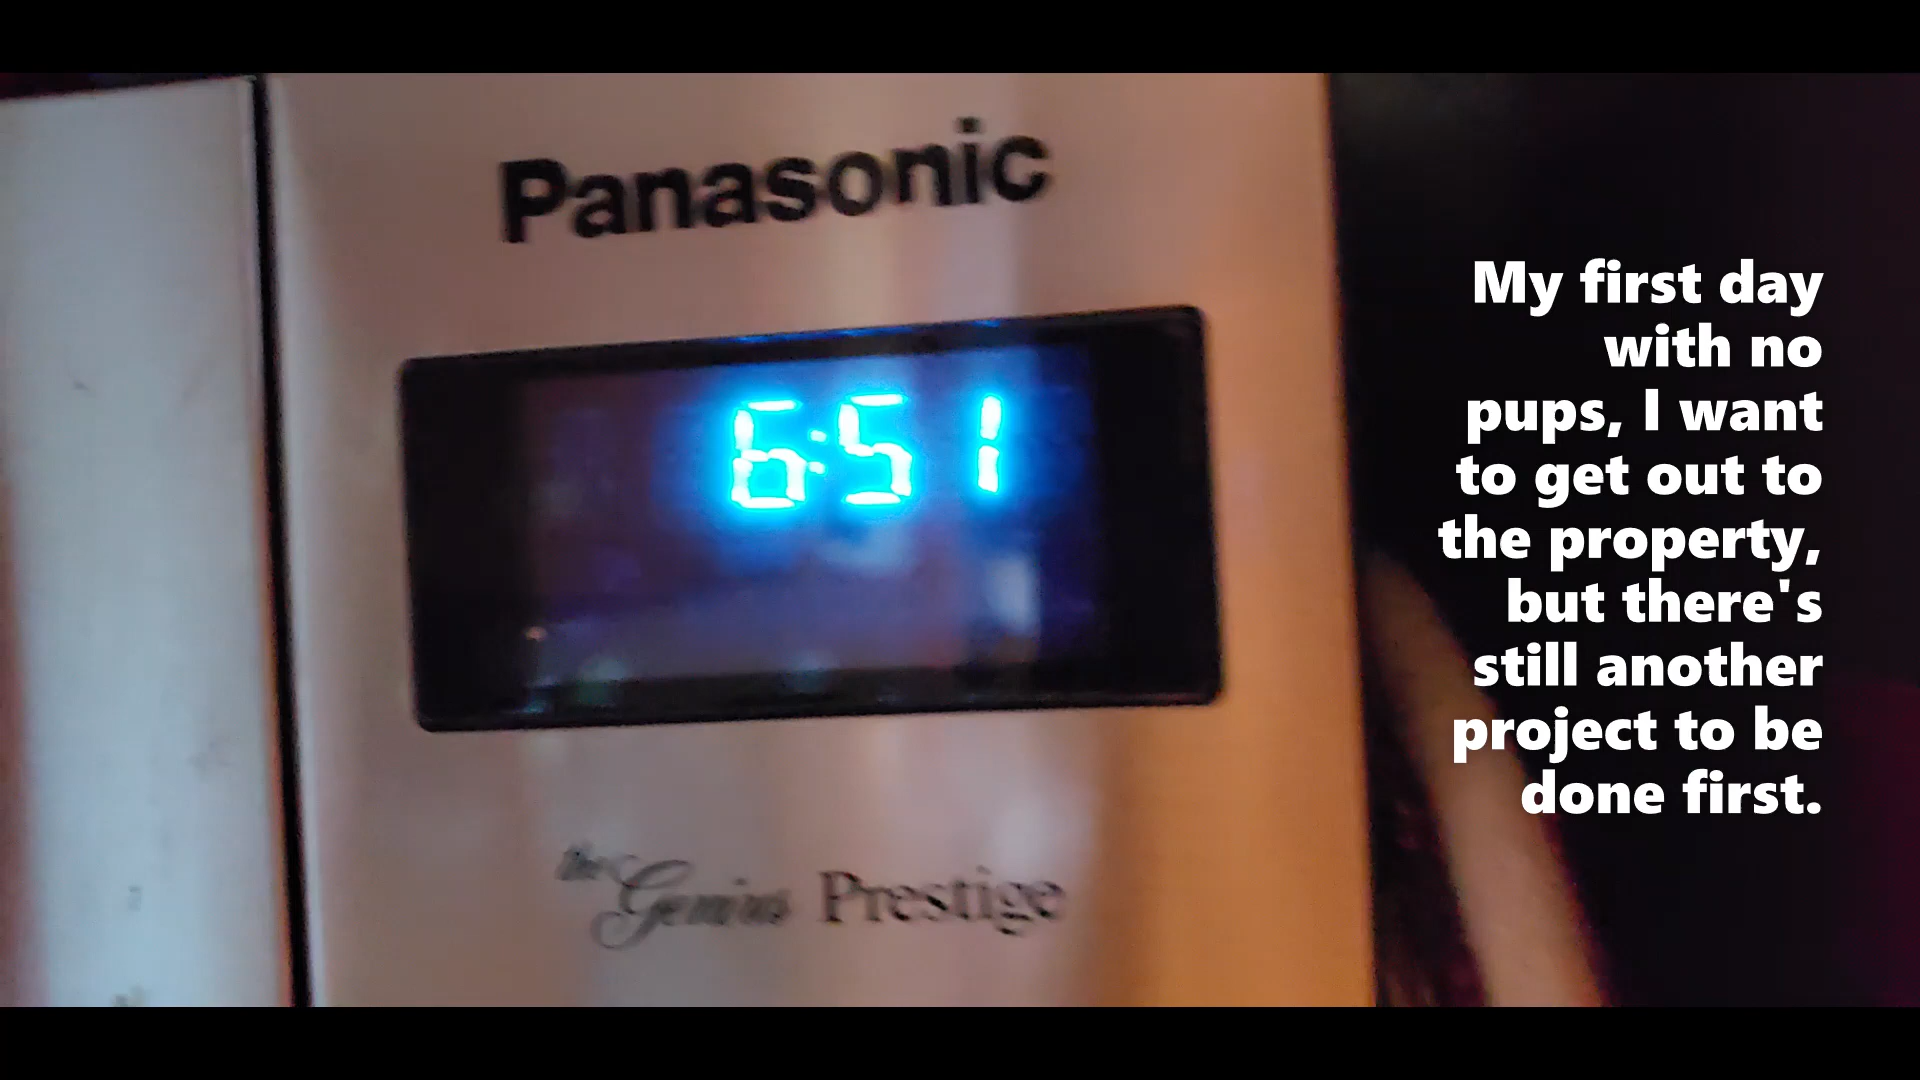 Panasonic
6:51
the Genius Prestige
My first day
with no
pups, I want
to get out to
the property,
but there's
still another
project to be
done first.